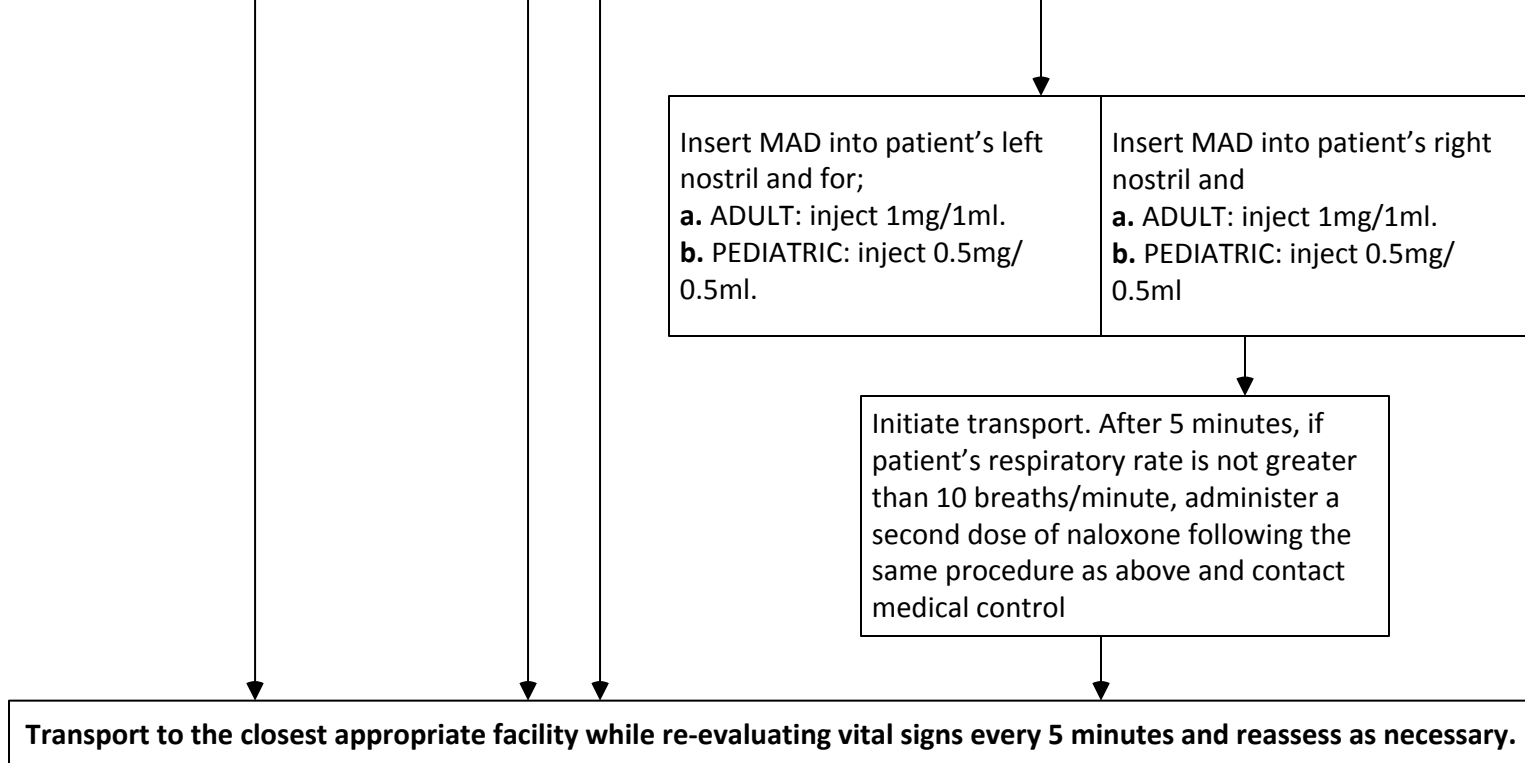 Insert MAD into patient’s left
nostril and for;
a. ADULT: inject 1mg/1ml.
b. PEDIATRIC: inject 0.5mg/
0.5ml.
Insert MAD into patient’s right
nostril and
a. ADULT: inject 1mg/1ml.
b. PEDIATRIC: inject 0.5mg/
0.5ml
Initiate transport. After 5 minutes, if
patient’s respiratory rate is not greater
than 10 breaths/minute, administer a
second dose of naloxone following the
same procedure as above and contact
medical control
Transport to the closest appropriate facility while re-evaluating vital signs every 5 minutes and reassess as necessary.